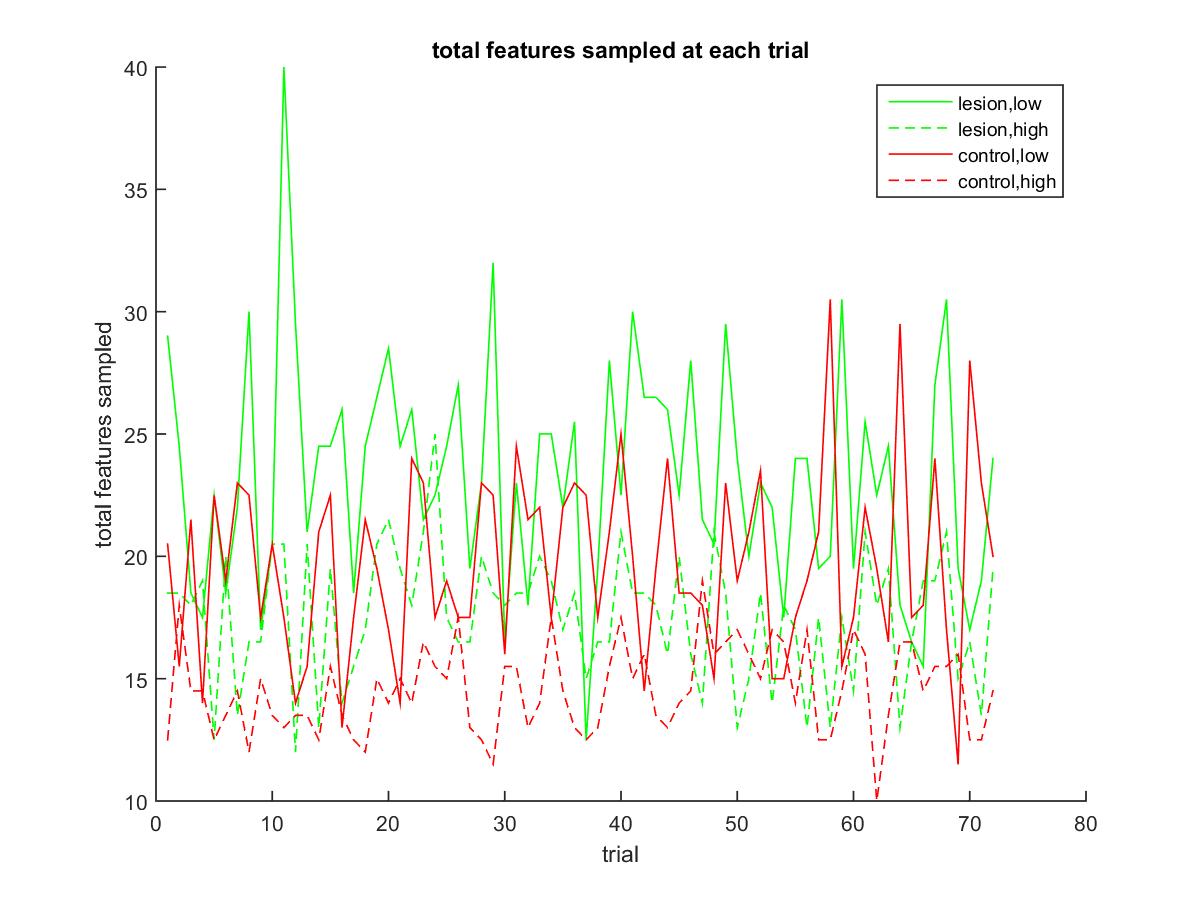 total features sampled at each trial
40
35
30
25
20
15
10
total features sampled
lesion,low
lesion,high
control,low
control,high
0 10 20 30 40 50 60 70 80
trial